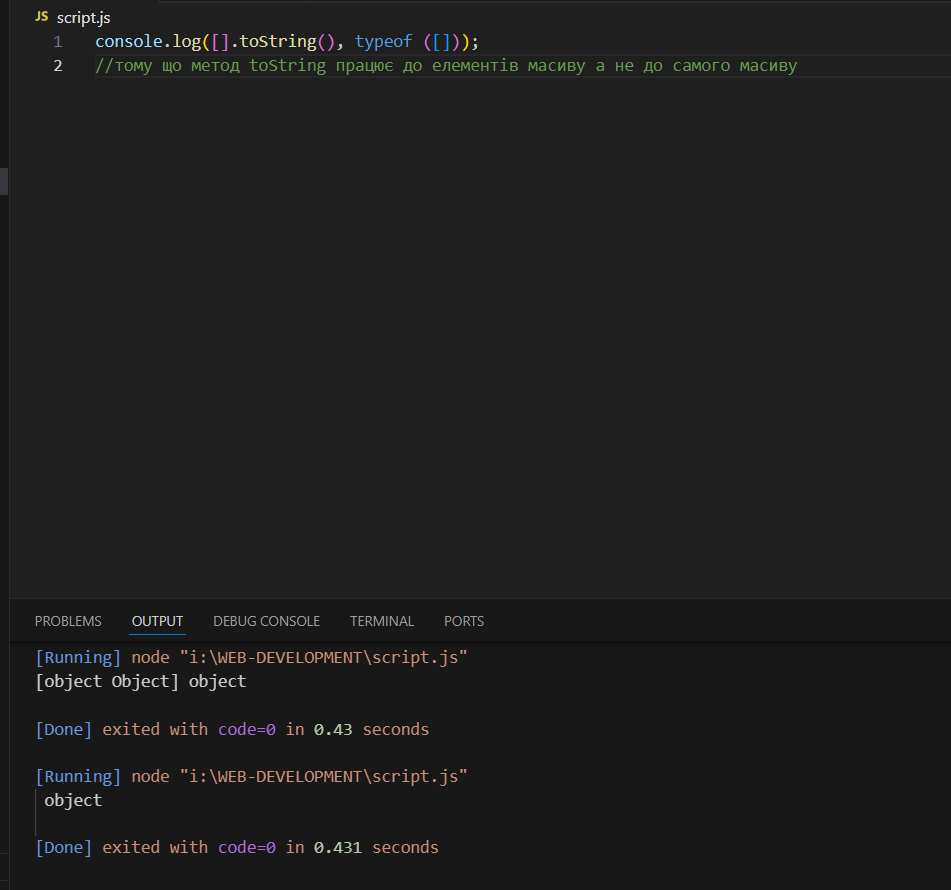 JS script.js
1 console.log([].toString(), typeof ([]));
2 //тому що метод toString працює до елементів масиву а не до самого масиву
PROBLEMS OUTPUT DEBUG CONSOLE TERMINAL PORTS
[Running] node "i:\WEB-DEVELOPMENT\script.js"
[object Object] object
[Done] exited with code=0 in 0.43 seconds
[Running] node "i:\WEB-DEVELOPMENT\script.js"
object
[Done] exited with code=0 in 0.431 seconds